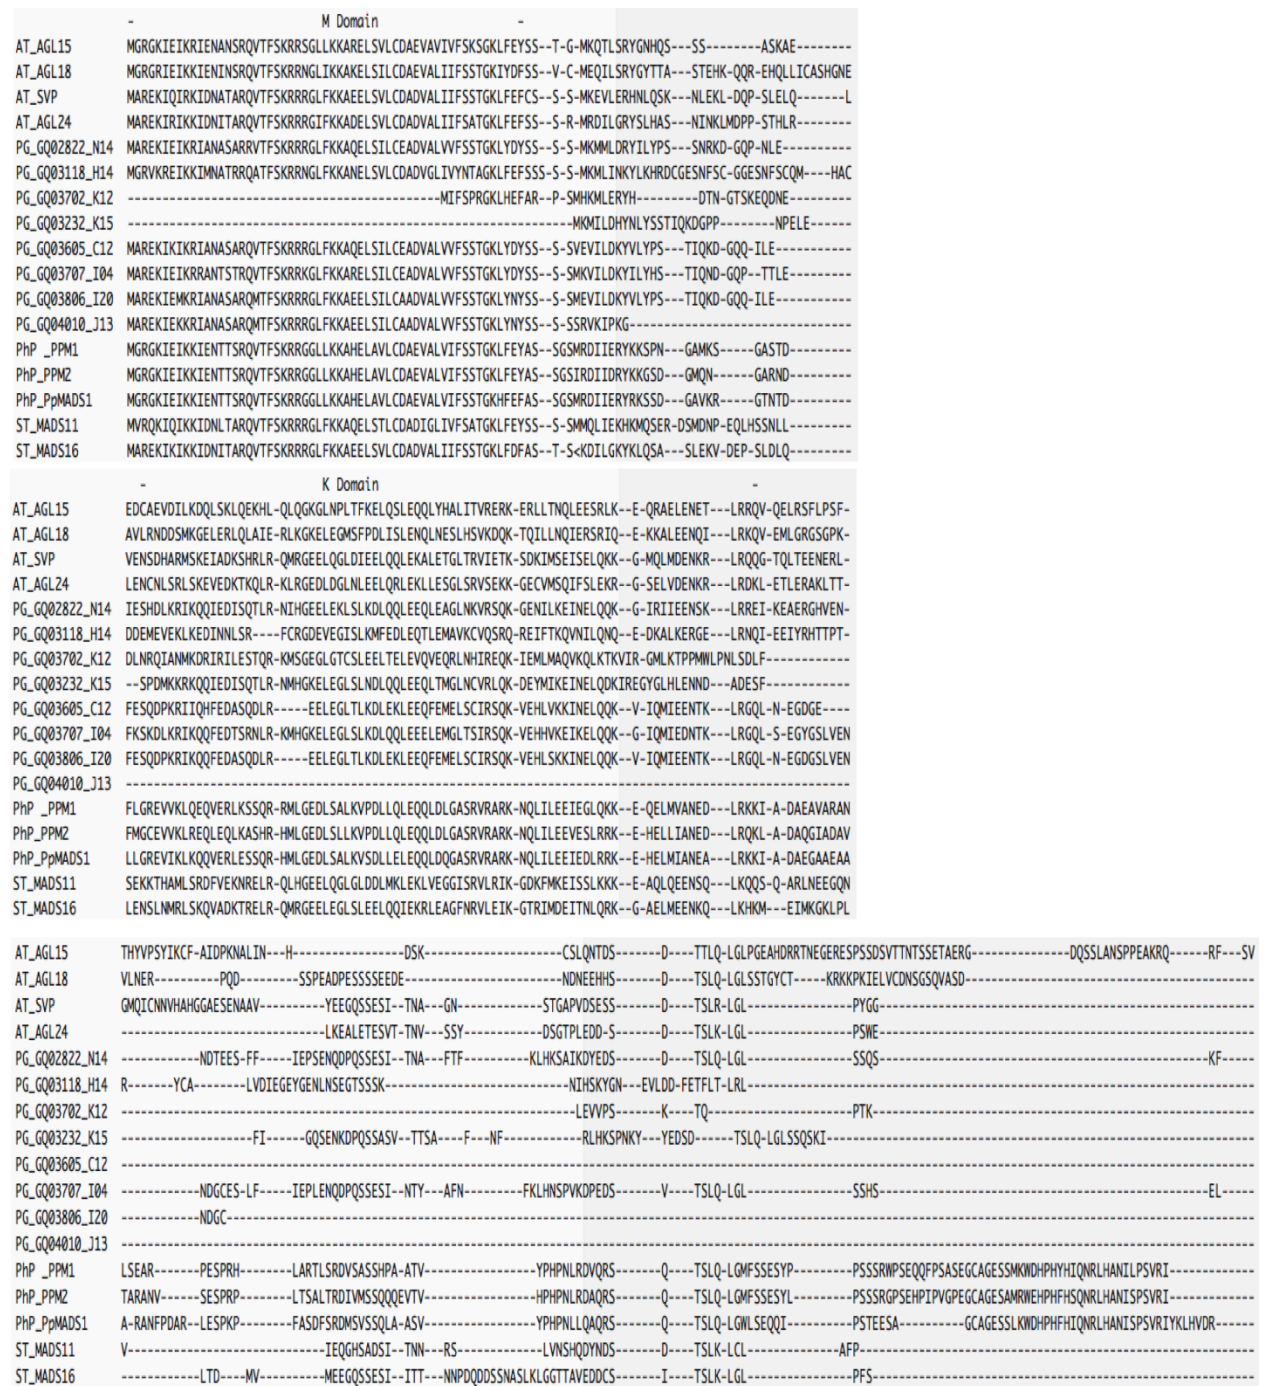 - M Domain -
AT_AGL15 MGRGKIEIKRIENANSRQVTFSKRRSGLLKKARELSVLCDAEVAVIVFSKSGKLFEYSS--T-G-MKQTLSRYGNHQS---SS--------ASKAE--------
AT_AGL18 MGRGRIEIKKIENINSRQVTFSKRRNGLIKKAKELSILCDAEVALIIFSSTGKIYDFSS--V-C-MEQILSRYGYTTA---STEHK-QQR-EHQLLICASHGNE
AT_SVP MAREKIQIRKIDNATARQVTFSKRRRGLFKKAEELSVLCDADVALIIFSSTGKLFEFCS--S-S-MKEVLERHNLQSK---NLEKL-DQP-SLELQ-------L
AT_AGL24 MAREKIRIKKIDNITARQVTFSKRRRGIFKKADELSVLCDADVALIIFSATGKLFEFSS--S-R-MRDILGRYSLHAS---NINKLMDPP-STHLR--------
PG_GQ02822_N14 MAREKIEIKRIANASARRVTFSKRRRGLFKKAQELSILCEADVALVVFSSTGKLFDYSS--S-S-MKMMLDRYILYPS---SNRKD-GQP-NLE----------
PG_GQ03118_H14 MGRVKREIKKIMNATRRQATFSKRRNGLFKKANELSVLCDADVGLIVYNTAGKLFEFSSS-S-S-MKMLINKYLKHRDCGESNFSC-GGESNFSCQM----HAC
PG_GQ03702_K12 -------------------------------------------MIFSPRGKLHEFAR--P-SMHKMLERYH---------DTN-GTSKEQDNE---------
PG_GQ03232_K15 -------------------------------------------------------------MKMILDHYNLYSSTIQKDGPP--------NPELE------
PG_GQ03605_C12 MAREKIKIKRIANASARQVTFSKRRRGLFKKAQELSILCEADVALVVFSSTGKLYDYSS--S-SVEVILDKYVLYPS---TIQKD-GQQ-ILE----------
PG_GQ03707_I04 MAREKIEIKRRANTSTRQVTFSKRRKGLFKKARELSILCEADVALVVFSSTGKLYDYSS--S-SMKVILDKYILYHS---TIQND-GQP--TTLE---------
PG_GQ03806_I20 MAREKIEMKRIANASARQMTFSKRRRGLFKKAEELSILCAADVALVVFSSTGKLYNYSS--S-SMEVILDKYVLYPS---TIQKD-GQQ-ILE----------
PG_GQ04010_J13 MAREKIEKKRIANASARQMTFSKRRRGLFKKAEELSILCAADVALVVFSSTGKLYNYSS--S-SSRVKIPKG-------------------------------
PhP _PPM1 MGRGKIEIKKIENTTSRQVTFSKRRGGLLKKAHELAVLCDAEVALVIFSSTGKLFEYAS--SGSMRDIIERYKKSPN---GAMKS-----GASTD---------
PhP_PPM2 MGRGKIEIKKIENTTSRQVTFSKRRGGLLKKAHELAVLCDAEVALVIFSSTGKLFEYAS--SGSIRDIIDRYKKGSD---GMQN------GARND---------
PhP_PpMADS1 MGRGKIEIKKIENTTSRQVTFSKRRGGLLKKAHELAVLCDAEVALVIFSSTGKHFEFAS--SGSMRDIIERYRKSSD---GAVKR------GTNTD---------
ST_MADS11 MVRQKIQIKKIDNLTARQVTFSKRRRGLFKKAQELSTLCDADIGLIVFSATGKLFEYSS--S-SMMQLIEKHKMQSER-DSMDNP-EQLHSSNLL----------
ST_MADS16 MAREKIKIKKIDNITARQVTFSKRRRGLFKKAEELSVLCDADVALIIFSSTGKLFDFAS--T-S<KDILGKYKLQSA---SLEKV-DEP-SLDLQ---------
- K Domain -
AT_AGL15 EDCAEVDILKDQLSKLQEKHL-QLQGKGLNPLTFKELQSLEQQLYHALITVRERK-ERLLTNQLEESRLK--E-QRAELENET---LRRQV-QELRSFLPSF-
AT_AGL18 AVLRNDDSMKGELERLQLAIE-RLKGKELEGMSFPDLISLENQLNESLHSVKDQK-TQILLNQIERSRIQ--E-KKALEENQI---LRKQV-EMLGRGSGPK-
AT_SVP VENSDHARMSKEIADKSHRLR-QMRGEELQGLDIEELQQLEKALETGLTRVIETK-SDKIMSEISELQKK--G-MQLMDENKR---LRQQG-TQLTEENERL-
AT_AGL24 LENCNLSRLSKEVEDKTKQLR-KLRGEDLDGLNLEELQRLEKLLESGLSRVSEKK-GECVMSQIFSLEKR--G-SELVDENKR---LRDKL-ETLERAKLTT-
PG_GQ02822_N14 IESHDLKRIKQQIEDISQTLR-NIHGEELEKLSLKDLQQLEEQLEAGLNKVRSQK-GENILKEINELQQK--G-IRIIEENSK---LRREI-KEAERGHVEN-
PG_GQ03118_H14 DDEMEVEKLKEDINNLSR----FCRGDEVEGISLKMFEDLEQTLEMAVKCVQSRQ-REIFTKQVNILQNQ--E-DKALKERGE---LRNQI-EEIYRHTTPT-
PG_GQ03702_K12 DLNRQIANMKDRIRILESTQR-KMSGEGLGTCSLEELTELEVQVEQRLNHIREQK-IEMLMAQVKQLKTKVIR-GMLKTPPMWLPNLSDLF-----------
PG_GQ03232_K15 --SPDMKKRKQQIEDISQTLR-NMHGKELEGLSLNDLQQLEEQLTMGLNCVRLQK-DEYMIKEINELQDKIREGYGLHLENND---ADESF------------
PG_GQ03605_C12 FESQDPKRIIQHFEDASQDLR-----EELEGLTLKDLEKLEEQFEMELSCIRSQK-VEHLVKKINELQQK--V-IQMIEENTK---LRGQL-N-EGDGE----
PG_GQ03707_I04 FKSKDLKRIKQQFEDTSRNLR-KMHGKELEGLSLKDLQQLEEELMGLTSIRSQK-VEHHVKEIKELQQK--G-IQMIEDNTK---LRGQL-S-EGYGSLVEN
PG_GQ03806_I20 FESQDPKRIKQQFEDASQDLR-----EELEGLTLKDLEKLEEQFEMELSCIRSQK-VEHLSKKINELQQK--V-IQMIEENTK---LRGQL-N-EGDGSLVEN
PG_GQ04010_J13 -------------------------------------------------------------------------------------------------------
PhP _PPM1 FLGREVVKLQEQVERLKSSQR-RMLGEDLSALKVPDLLQLEQQLDLGASRVRARK-NQLILEEIEGLQKK--E-QELMVANED---LRKKI-A-DAEAVARAN
PhP_PPM2 FMGCEVVKLREQLEQLKASHR-HMLGEDLSLLKVPDLLQLEQQLDLGASRVRARK-NQLILEEVESLRRK--E-HELLIANED---LRQKL-A-DAQGIADAV
PhP_PpMADS1 LLGREVIKLKQQVERLESSQR-HMLGEDLSALKVSDLLELEQQLDQGASRVRARK-NQLILEEIEDLRRK--E-HELMIANEA---LRKKI-A-DAEGAAEAA
ST_MADS11 SEKKTHAMLSRDFVEKNRELR-QLHGEELQGLGLDDLMKLEKLVEGGISRVLRIK-GDKFMKEISSLKKK--E-AQLQEENSQ---LKQQS-Q-ARLNEEGQN
ST_MADS16 LENSLNMRLSKQVADKTRELR-QMRGEELEGLSLEELQQIEKRLEAGFNRVLEIK-GTRIMDEITNLQRK--G-AELMEENKQ---LKHKM---EIMKGKLPL
AT_AGL15 THYVPSYIKCF-AIDPKNALIN---H-----------------DSK---------------------CSLQNTDS------D----TTLQ-LGLPGEAHDRRTNEGERESPSSDSVTTNTSSETAERG---------------DQSSLANSPPEAKRQ------RF---SV
AT_AGL18 VLNER----------PQD---------SSPEADPESSSSEEDE------------------------NDNEEHHS------D----TSLQ-LGLSSTGYCT-----KRKKPKIELVCDNSGSQVASD--------------------------------------------
AT_SVP GMQICNNVHAHGGAESENAAV----------YEEGQSSESI--TNA---GN-------------STGAPVDSESS------D----TSLR-LGL----------------PYGG---------------------------------------------------------
AT_AGL24 -------------------------------LKEALETESVT-TNV---SSY------------DSGTPLEDD-S------D----TSLK-LGL----------------PSWE---------------------------------------------------------
PG_GQ02822_N14 ------------NDTEES-FF-----IEPSENQDPQSSESI--TNA---FTF----------KLHKSAIKDYEDS------D----TSLQ-LGL----------------SSQS---------------------------------------------------KF-----
PG_GQ03118_H14 R-------YCA--------LVDIEGEYGENLNSEGTSSSK----------------------------NIHSKYGN---EVLDD-FETFLT-LRL----------------------------------------------------------------------------
PG_GQ03702_K12 ---------------------------------------------------------------------LEVVPS-------K----TQ----------------------PTK----------------------------------------------------------
PG_GQ03232_K15 --------------------FI------GQSENKDPQSSASV--TTSA----F---NF------------RLHKSPNKY---YEDSD------TSLQ-LGLSSQSKI-----------------------------------------------------------------
PG_GQ03605_C12 ----------------------------------------------------------------------------------------------------------------------------------------------------------------------------
PG_GQ03707_I04 ------------NDGCES-LF-----IEPLENQDPQSSESI--NTY---AFN---------FKLHNSPVKDPEDS-------V----TSLQ-LGL----------------SSHS---------------------------------------------------EL-----
PG_GQ03806_I20 ------------NDGC------------------------------------------------------------------------------------------------------------------------------------------------------------
PG_GQ04010_J13 ----------------------------------------------------------------------------------------------------------------------------------------------------------------------------
PhP _PPM1 LSEAR-------PESPRH--------LARTLSRDVSASSHPA-ATV-----------------YPHPNLRDVQRS-------Q----TSLQ-LGMFSSESYP---------PSSSRWPSEQQFPSASEGCAGESSMKWDHPHYHIQNRLHANILPSVRI-------------
PhP_PPM2 TARANV------SESPRP--------LTSALTRDIVMSSQQQEVTV-----------------HPHPNLRDAQRS-------Q----TSLQ-LGMFSSESYL---------PSSSRGPSEHPIPVGPEGCAGESAMRWEHPHFHSQNRLHANISPSVRI-------------
PhP_PpMADS1 A-RANFPDAR--LESPKP--------FASDFSRDMSVSSQLA-ASV-----------------YPHPNLLQAQRS-------Q----TSLQ-LGWLSEQQI----------PSTEESA----------GCAGESSLKWDHPHFHIQNRLHANISPSVRIYKLHVDR------
ST_MADS11 V------------------------------IEQGHSADSI--TNN---RS-------------LVNSHQDYNDS-------D----TSLK-LCL--------------AFP-----------------------------------------------------------
ST_MADS16 ------------LTD----MV----------MEEGQSSESI---ITT---NNPDQDDSSNASLKLGGTTAVEDDCS------I----TSLK-LGL----------------PFS----------------------------------------------------------